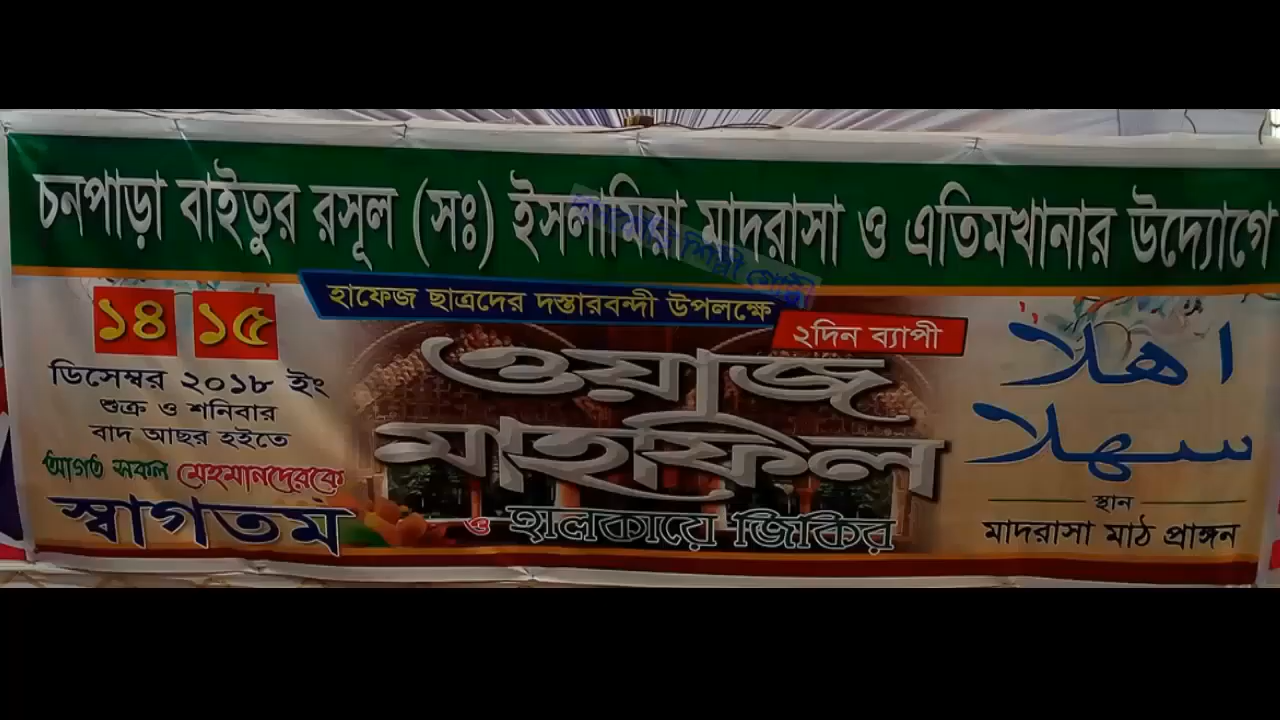 চনপাড়া বাইতুর রসূল (সঃ) ইসলামিয়া মাদরাসা ও এতিমখানার উদ্যোগে
হাফেজ ছাত্রদের দস্তারবন্দী উপলক্ষে
২দিন ব্যাপী
ওয়াজ
মাহফিল
ও হালকায়ে জিকির
১৪ ১৫
ডিসেম্বর ২০১৮ ইং
শুক্র ও শনিবার
বাদ আছর হইতে
আগত সকল মেহমানদেরকে
স্বাগতম
اهلا
سهلا
স্থান
মাদরাসা মাঠ প্রাঙ্গন